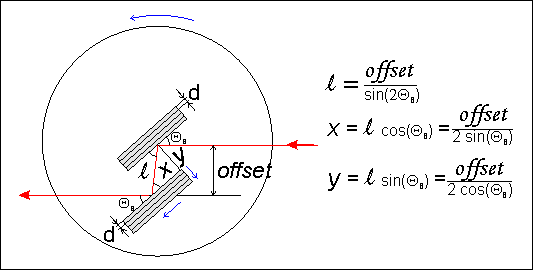 d
Θ_B
ℓ x y
offset
Θ_B
d
ℓ = offset / sin(2Θ_B)
x = ℓ cos(Θ_B) = offset / 2 sin(Θ_B)
y = ℓ sin(Θ_B) = offset / 2 cos(Θ_B)